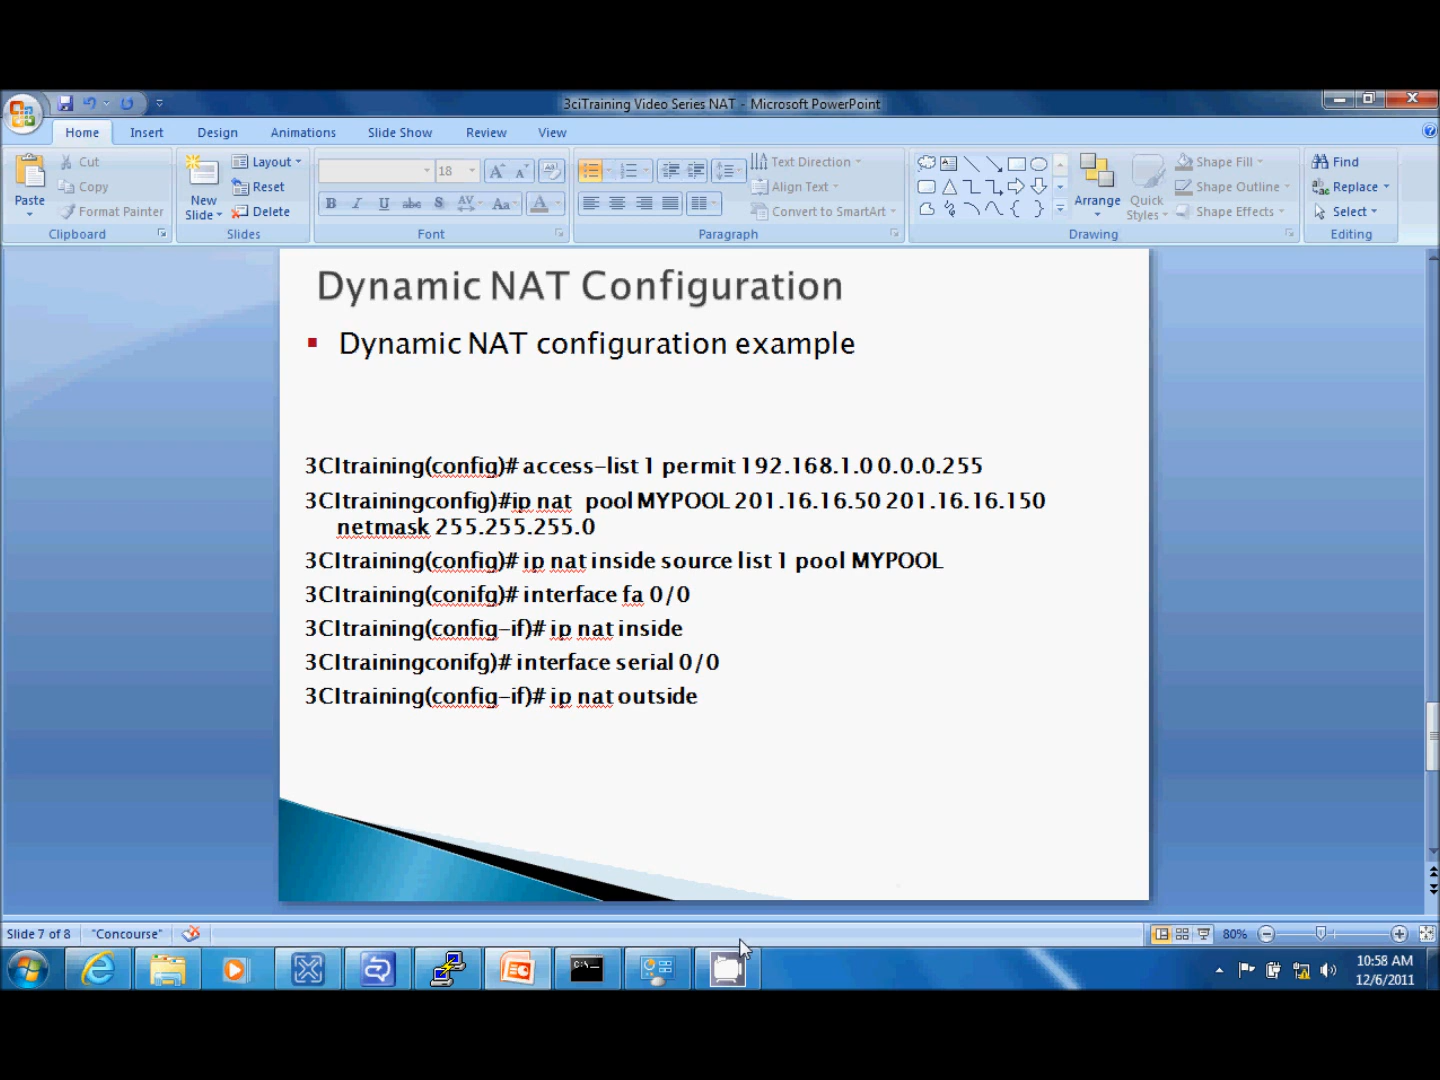 3ciTraining Video Series NAT - Microsoft PowerPoint
Home Insert Design Animations Slide Show Review View
Paste
Cut
Copy
Format Painter
Clipboard
New Slide
Layout
Reset
Delete
Slides
18
B I U abc S AV Aa A
Font
Text Direction
Align Text
Convert to SmartArt
Paragraph
Arrange
Quick Styles
Shape Fill
Shape Outline
Shape Effects
Drawing
Find
Replace
Select
Editing
Dynamic NAT Configuration
Dynamic NAT configuration example
3CItraining(config)# access-list 1 permit 192.168.1.0 0.0.0.255
3CItrainingconfig)#ip nat pool MYPOOL 201.16.16.50 201.16.16.150
netmask 255.255.255.0
3CItraining(config)# ip nat inside source list 1 pool MYPOOL
3CItraining(conifg)# interface fa 0/0
3CItraining(config-if)# ip nat inside
3CItrainingconifg)# interface serial 0/0
3CItraining(config-if)# ip nat outside
Slide 7 of 8 "Concourse" 80%
C:\_
10:58 AM
12/6/2011